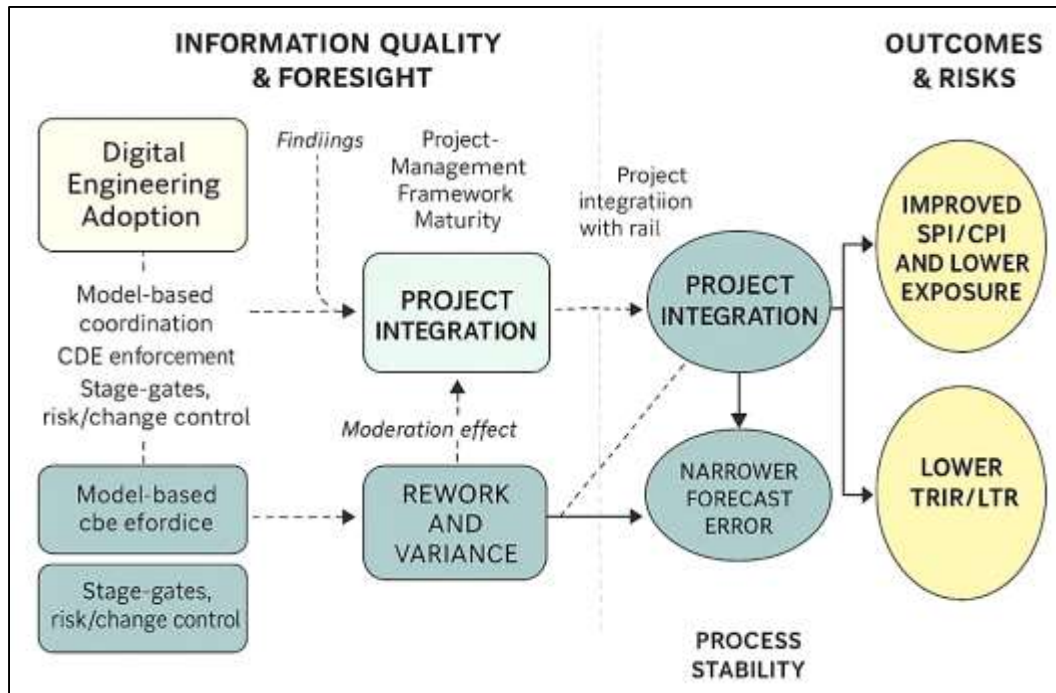 INFORMATION QUALITY
& FORESIGHT
OUTCOMES
& RISKS
Digital
Engineering
Adoption
Findiings
Project-
Management
Framework
Maturity
Project
integratiion
with rail
IMPROVED
SPI/CPI
AND LOWER
EXPOSURE
Model-based
coordination
CDE enforcement
Stage-gates,
risk/change control
PROJECT
INTEGRATION
PROJECT
INTEGRATION
Moderation effect
Model-based
cbe efordice
REWORK
AND
VARIANCE
NARROWER
FORECAST
ERROR
LOWER
TRIR/LTR
Stage-gates,
risk/change control
PROCESS
STABILITY